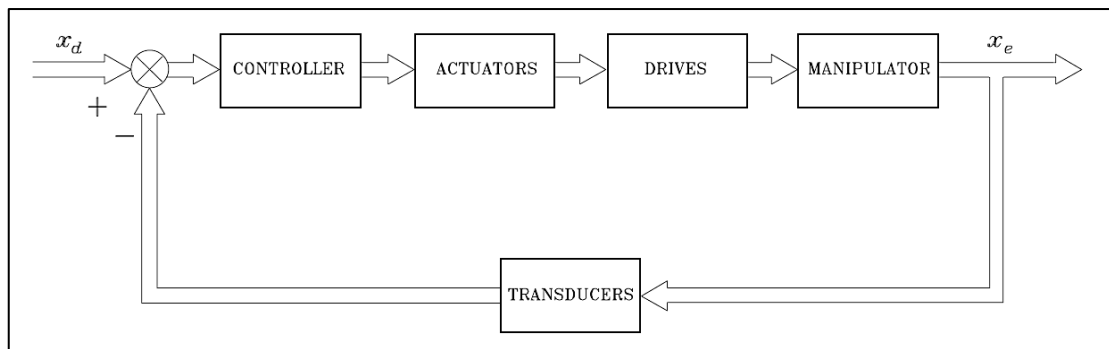 x_d
x_e
CONTROLLER
ACTUATORS
DRIVES
MANIPULATOR
+
−
TRANSDUCERS